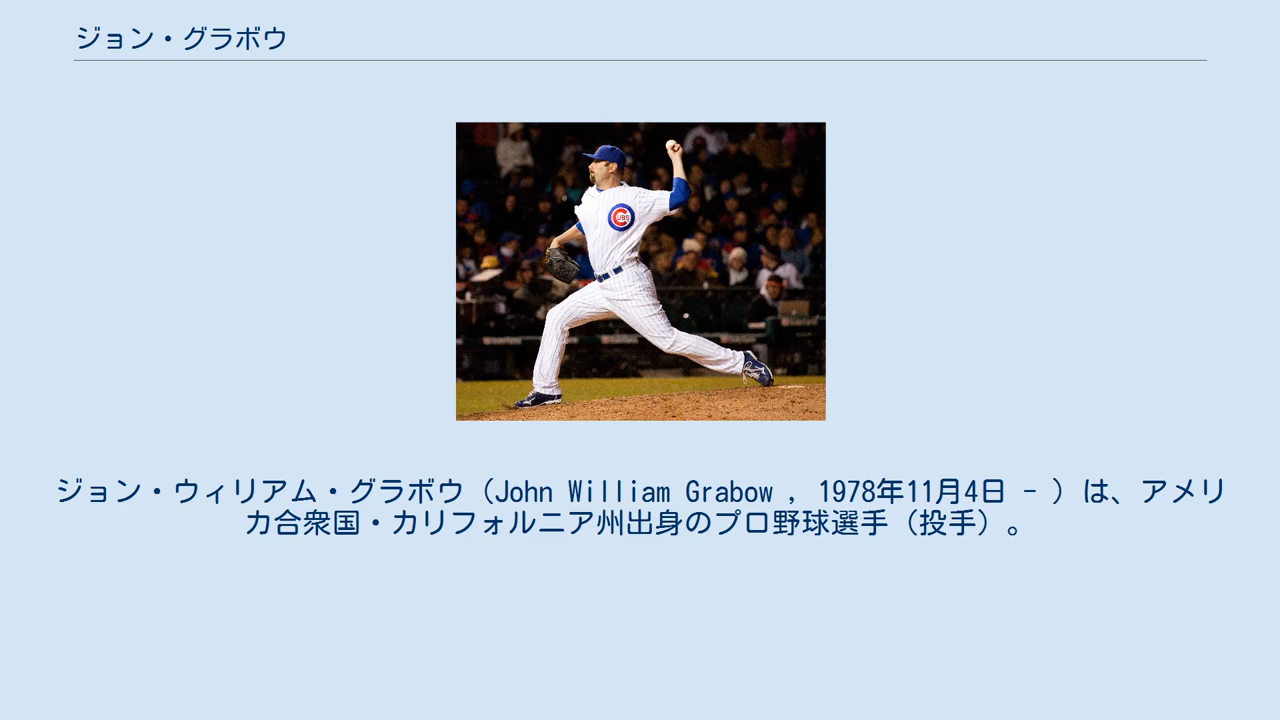 ジョン・グラボウ
CUBS
ジョン・ウィリアム・グラボウ（John William Grabow , 1978年11月4日 - ）は、アメリ
カ合衆国・カリフォルニア州出身のプロ野球選手（投手）。